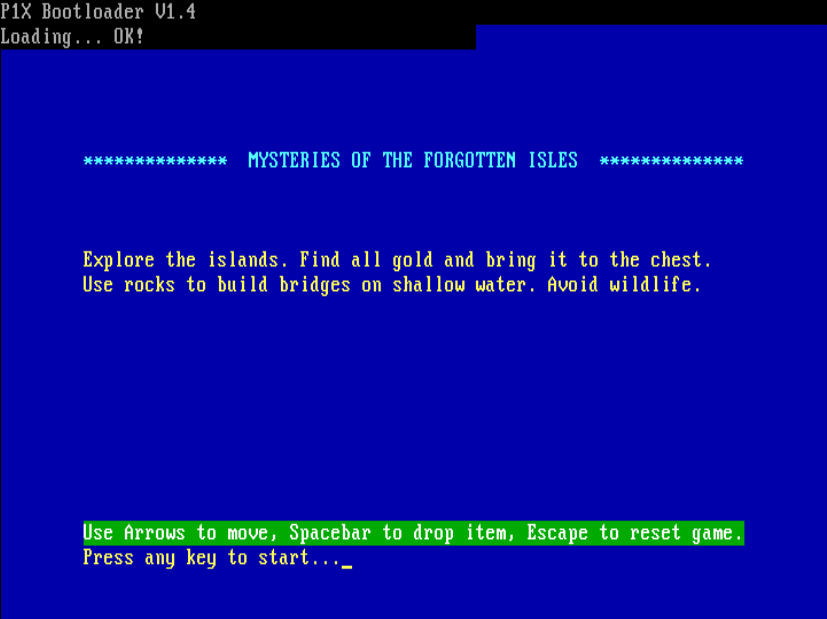 P1X Bootloader V1.4
Loading... OK!
************** MYSTERIES OF THE FORGOTTEN ISLES **************
Explore the islands. Find all gold and bring it to the chest.
Use rocks to build bridges on shallow water. Avoid wildlife.
Use Arrows to move, Spacebar to drop item, Escape to reset game.
Press any key to start..._